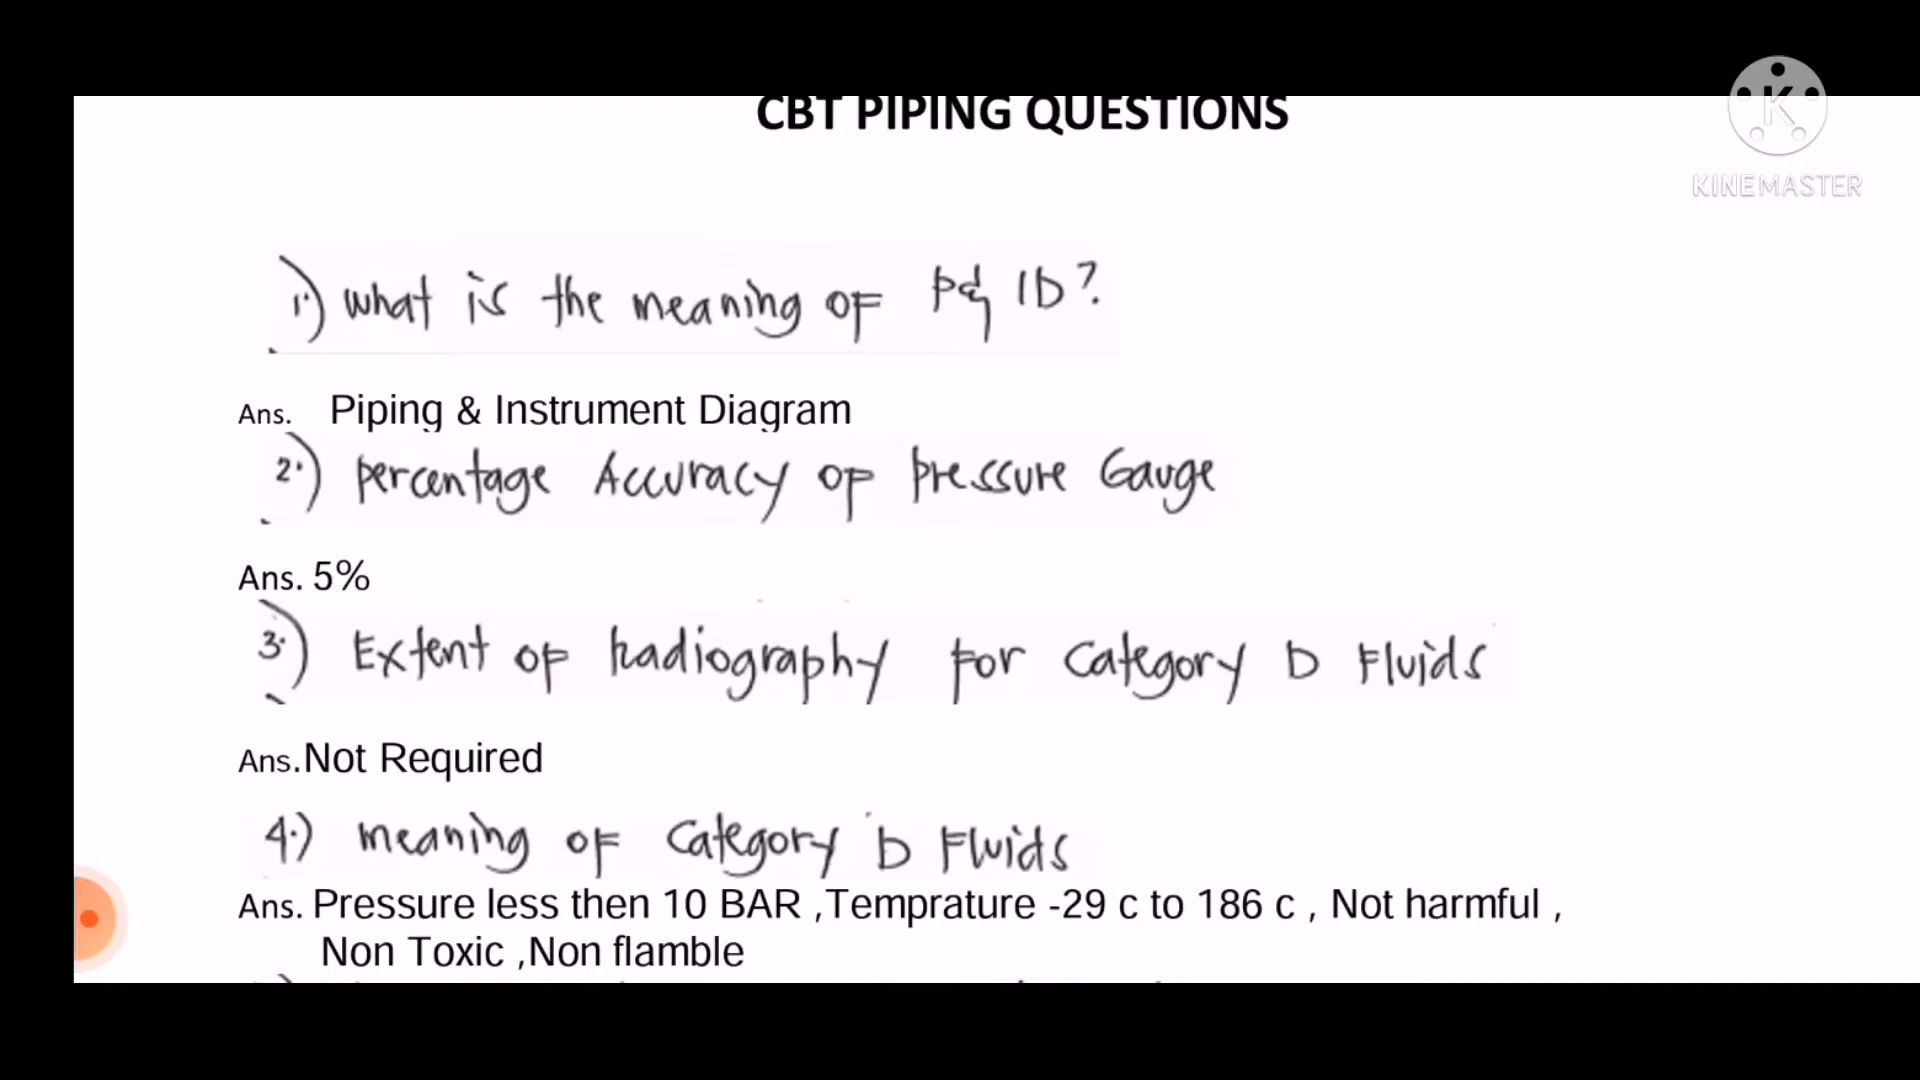 CBT PIPING QUESTIONS
K
KINEMASTER
1.) what is the meaning of P& ID?
Ans. Piping & Instrument Diagram
2.) Percentage Accuracy of Pressure Gauge
Ans. 5%
3.) Extent of Radiography for Category D Fluids
Ans.Not Required
4.) meaning of Category D Fluids
Ans. Pressure less then 10 BAR ,Temprature -29 c to 186 c , Not harmful ,
Non Toxic ,Non flamble